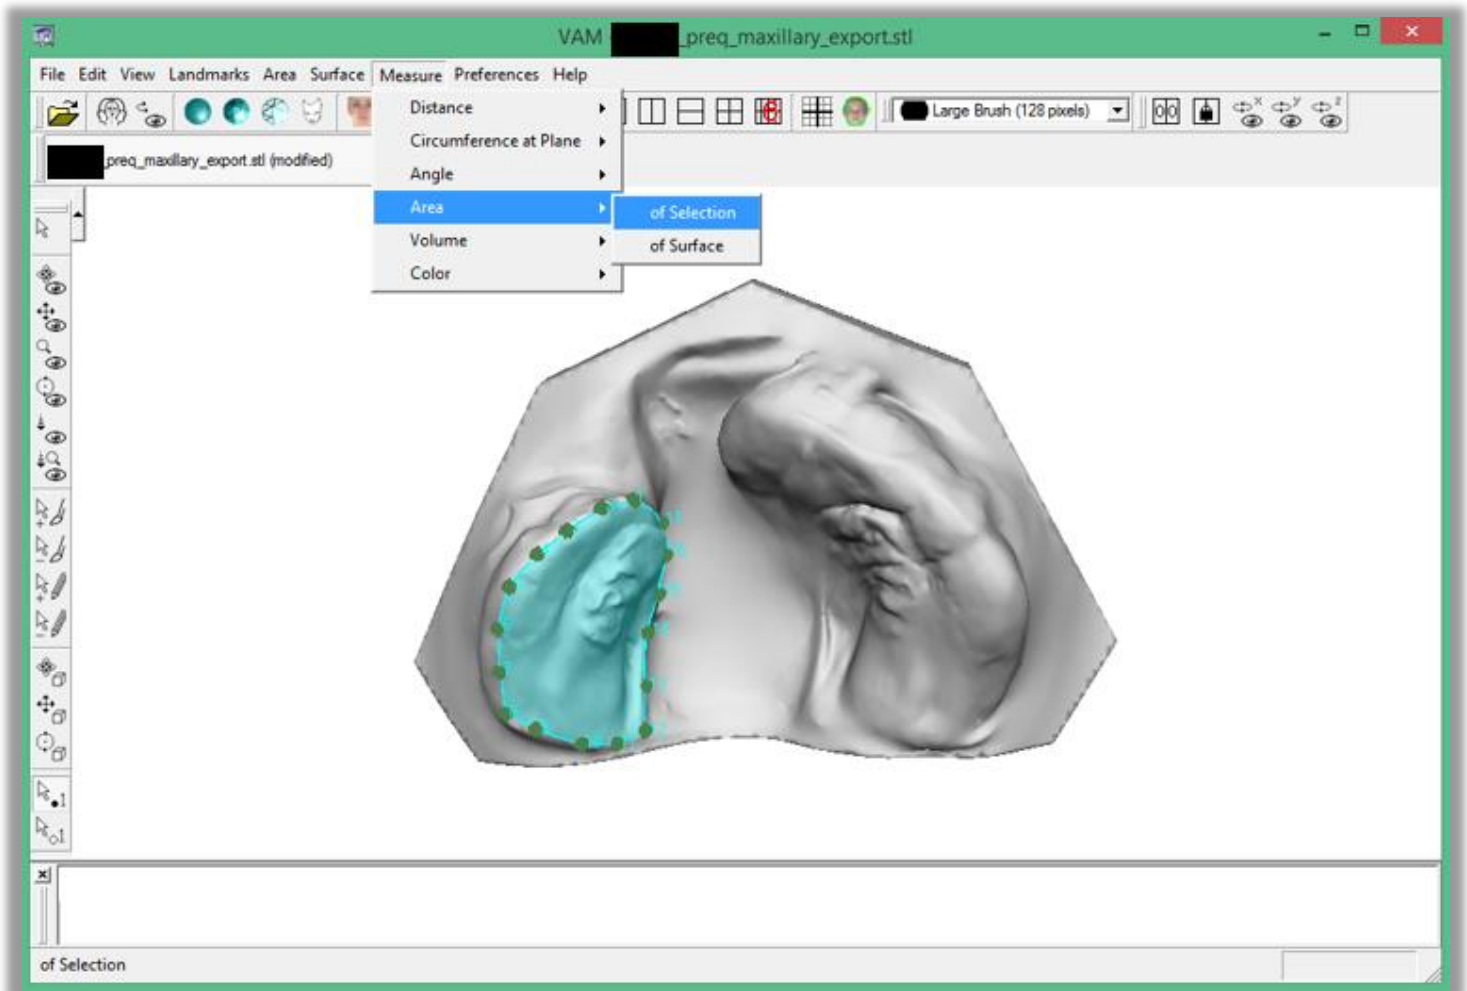 VAM _preq_maxillary_export.stl
File Edit View Landmarks Area Surface Measure Preferences Help
Distance
Large Brush (128 pixels)
Circumference at Plane
preq_maxillary_export.stl (modified)
Angle
Area
of Selection
Volume
of Surface
Color
of Selection